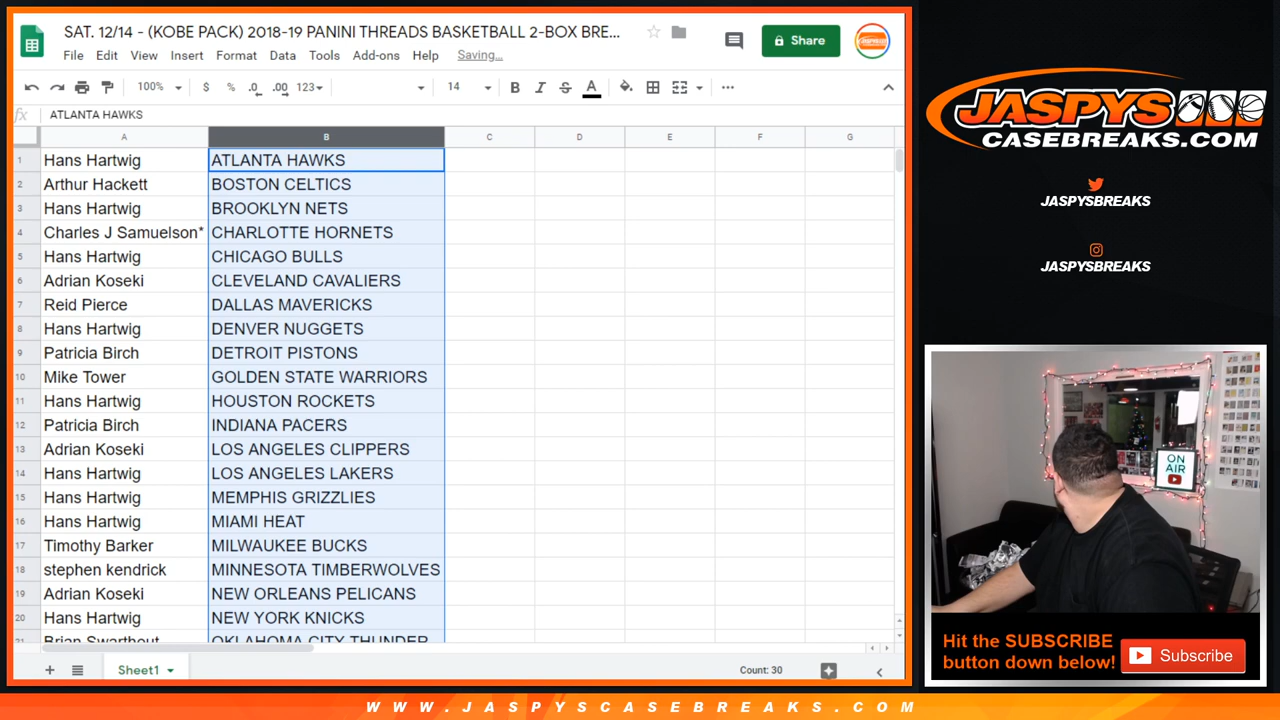 SAT. 12/14 - (KOBE PACK) 2018-19 PANINI THREADS BASKETBALL 2-BOX BRE...
File Edit View Insert Format Data Tools Add-ons Help Saving...
Share
100% $ % .0 .00 123 14 B I S A
fx ATLANTA HAWKS
A B C D E F G
1 Hans Hartwig ATLANTA HAWKS
2 Arthur Hackett BOSTON CELTICS
3 Hans Hartwig BROOKLYN NETS
4 Charles J Samuelson* CHARLOTTE HORNETS
5 Hans Hartwig CHICAGO BULLS
6 Adrian Koseki CLEVELAND CAVALIERS
7 Reid Pierce DALLAS MAVERICKS
8 Hans Hartwig DENVER NUGGETS
9 Patricia Birch DETROIT PISTONS
10 Mike Tower GOLDEN STATE WARRIORS
11 Hans Hartwig HOUSTON ROCKETS
12 Patricia Birch INDIANA PACERS
13 Adrian Koseki LOS ANGELES CLIPPERS
14 Hans Hartwig LOS ANGELES LAKERS
15 Hans Hartwig MEMPHIS GRIZZLIES
16 Hans Hartwig MIAMI HEAT
17 Timothy Barker MILWAUKEE BUCKS
18 stephen kendrick MINNESOTA TIMBERWOLVES
19 Adrian Koseki NEW ORLEANS PELICANS
20 Hans Hartwig NEW YORK KNICKS
21 Brian Swarthout OKLAHOMA CITY THUNDER
Sheet1
Count: 30
JASPYS
CASEBREAKS.COM
JASPYSBREAKS
JASPYSBREAKS
ON
AIR
Hit the SUBSCRIBE
button down below!
Subscribe
WWW.JASPYSCASEBREAKS.COM